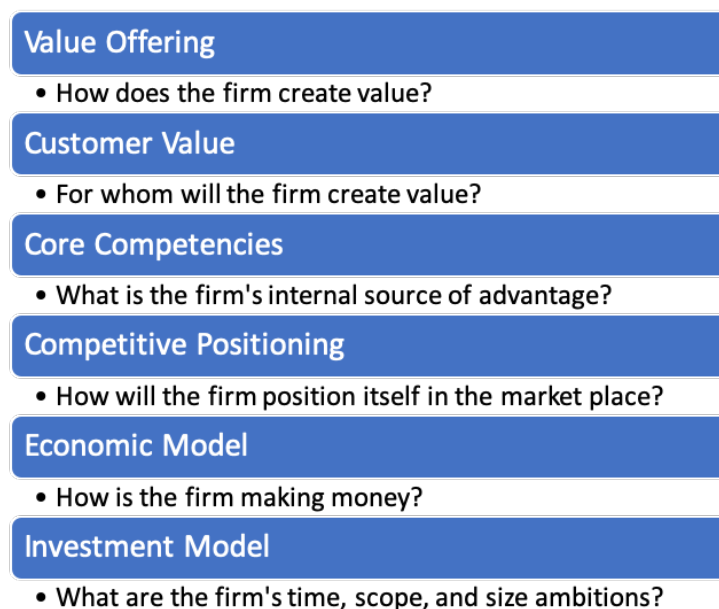 Value Offering
• How does the firm create value?
Customer Value
• For whom will the firm create value?
Core Competencies
• What is the firm's internal source of advantage?
Competitive Positioning
• How will the firm position itself in the market place?
Economic Model
• How is the firm making money?
Investment Model
• What are the firm's time, scope, and size ambitions?